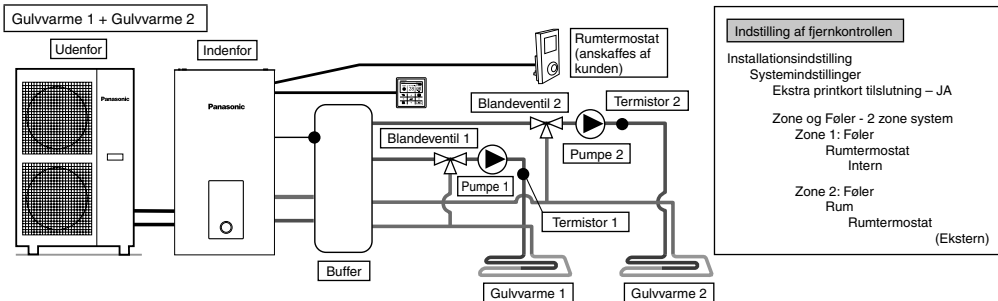 Gulvvarme 1 + Gulvvarme 2
Udenfor
Indenfor
Panasonic
Panasonic
Rumtermostat
(anskaffes af
kunden)
Blandeventil 2
Termistor 2
Blandeventil 1
Pumpe 2
Pumpe 1
Termistor 1
Buffer
Gulvvarme 1
Gulvvarme 2
Indstilling af fjernkontrollen
Installationsindstilling
Systemindstillinger
Ekstra printkort tilslutning – JA
Zone og Føler - 2 zone system
Zone 1: Føler
Rumtermostat
Intern
Zone 2: Føler
Rum
Rumtermostat
(Ekstern)